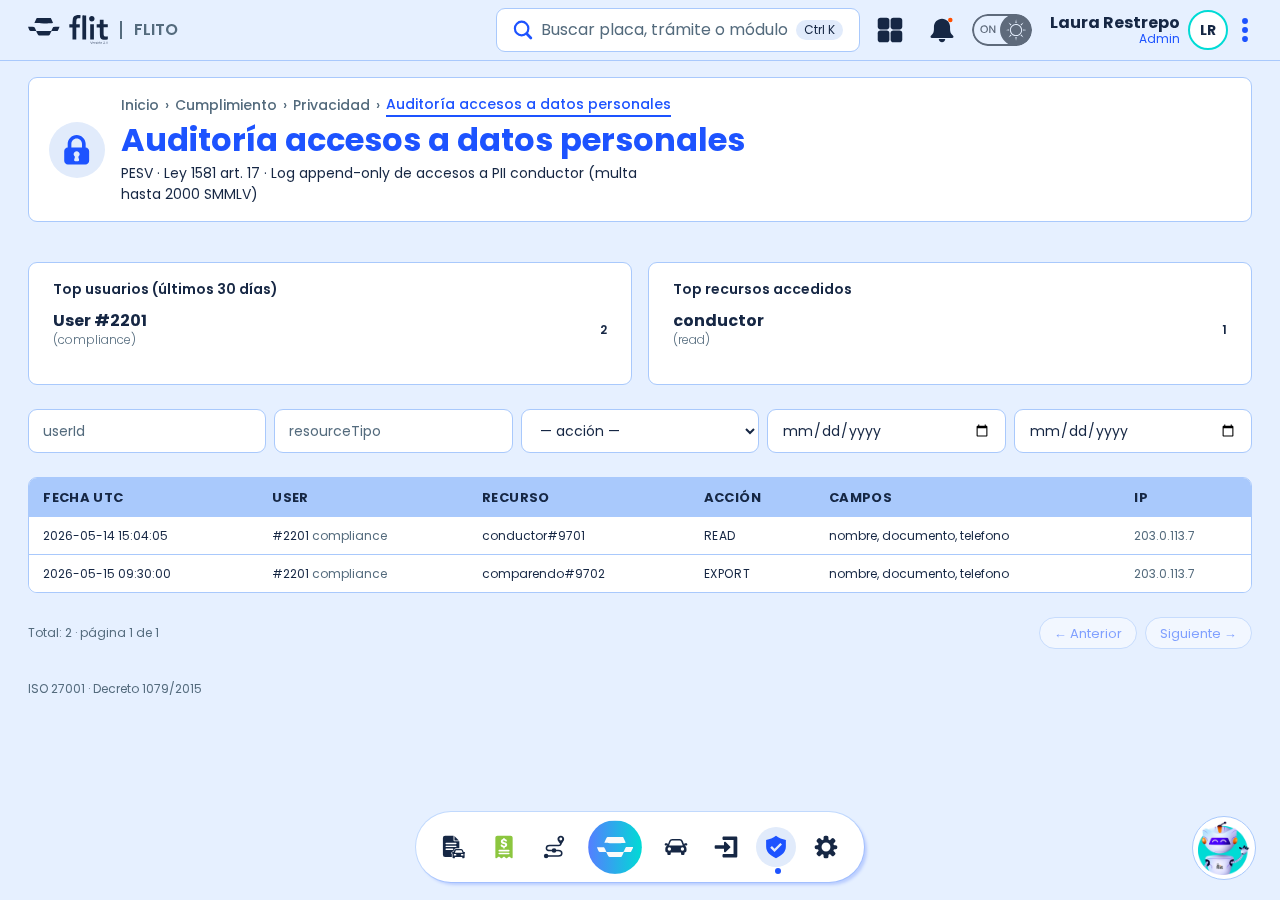 flit | FLITO
Buscar placa, trámite o módulo Ctrl K
ON
Laura Restrepo
Admin
LR
Inicio › Cumplimiento › Privacidad › Auditoría accesos a datos personales
Auditoría accesos a datos personales
PESV · Ley 1581 art. 17 · Log append-only de accesos a PII conductor (multa
hasta 2000 SMMLV)
Top usuarios (últimos 30 días)
User #2201
(compliance)
2
Top recursos accedidos
conductor
(read)
1
userId
resourceTipo
— acción —
mm/dd/yyyy
mm/dd/yyyy
FECHA UTC USER RECURSO ACCIÓN CAMPOS IP
2026-05-14 15:04:05 #2201 compliance conductor#9701 READ nombre, documento, telefono 203.0.113.7
2026-05-15 09:30:00 #2201 compliance comparendo#9702 EXPORT nombre, documento, telefono 203.0.113.7
Total: 2 · página 1 de 1
← Anterior
Siguiente →
ISO 27001 · Decreto 1079/2015